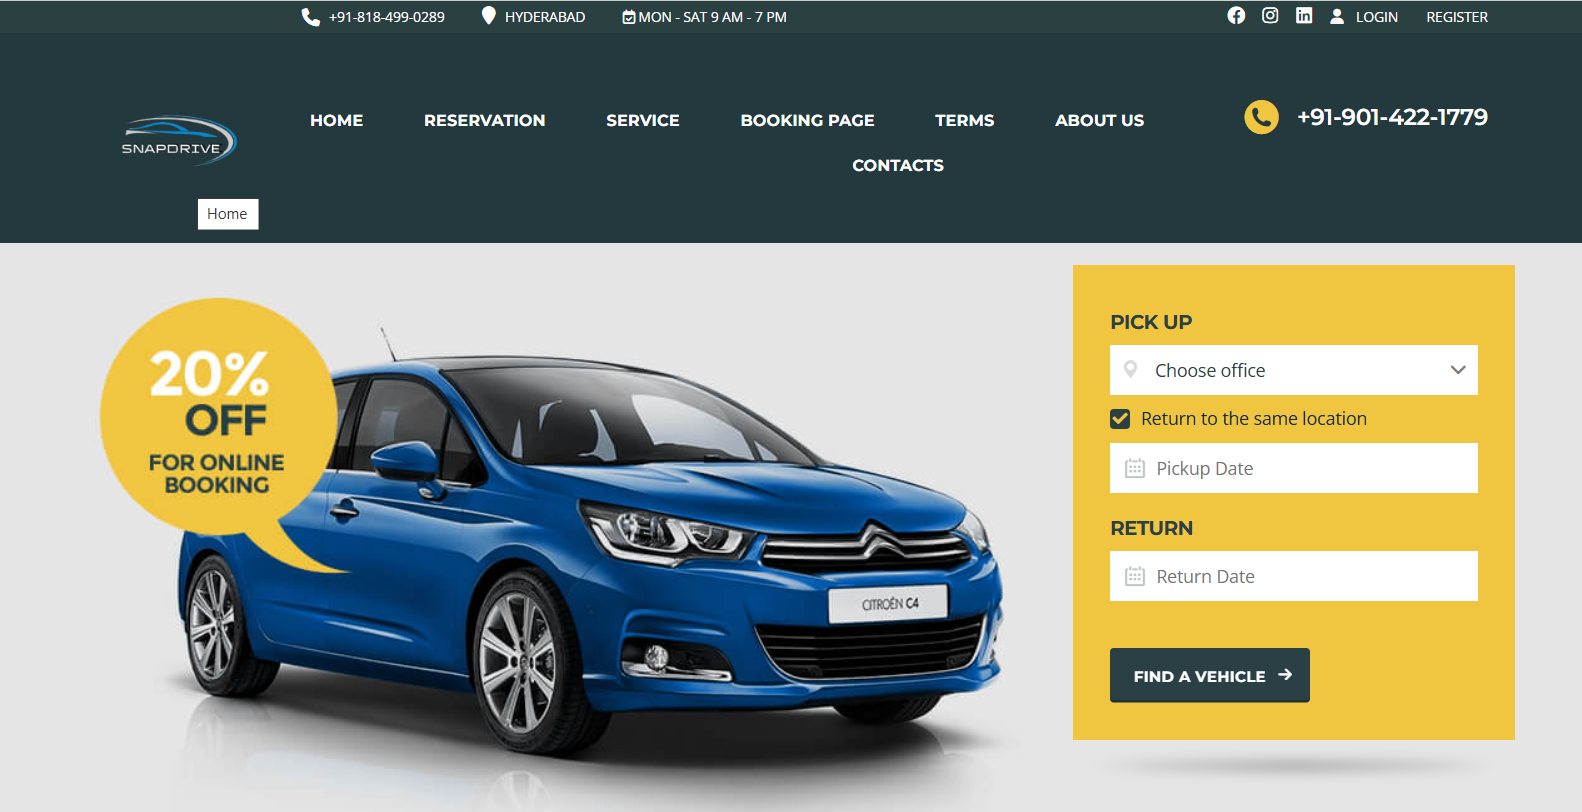 +91-818-499-0289 HYDERABAD MON - SAT 9 AM - 7 PM LOGIN REGISTER
HOME RESERVATION SERVICE BOOKING PAGE TERMS ABOUT US +91-901-422-1779
SNAPDRIVE
CONTACTS
Home
20%
OFF
FOR ONLINE
BOOKING
CITROËN C4
PICK UP
Choose office
Return to the same location
Pickup Date
RETURN
Return Date
FIND A VEHICLE